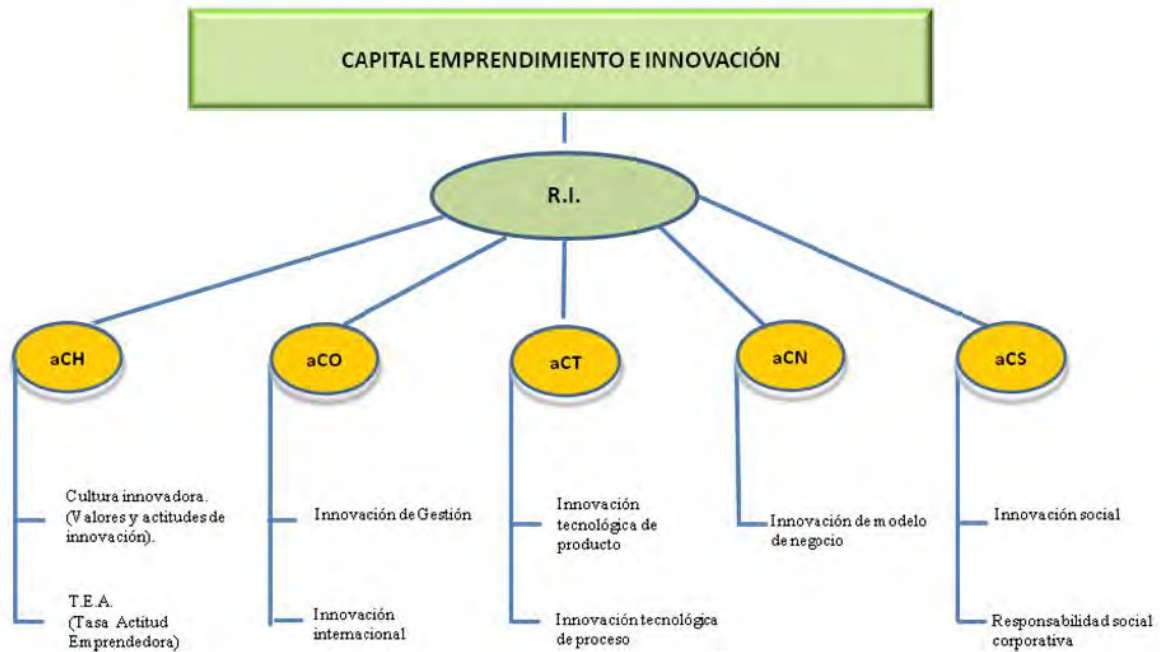 CAPITAL EMPRENDIMIENTO E INNOVACIÓN
R.I.
aCH
aCO
aCT
aCN
aCS
Cultura innovadora.
(Valores y actitudes de
innovación).
T.E.A.
(Tasa Actitud
Emprendedora)
Innovación de Gestión
Innovación
internacional
Innovación
tecnológica de
producto
Innovación tecnológica
de proceso
Innovación de modelo
de negocio
Innovación social
Responsabilidad social
corporativa